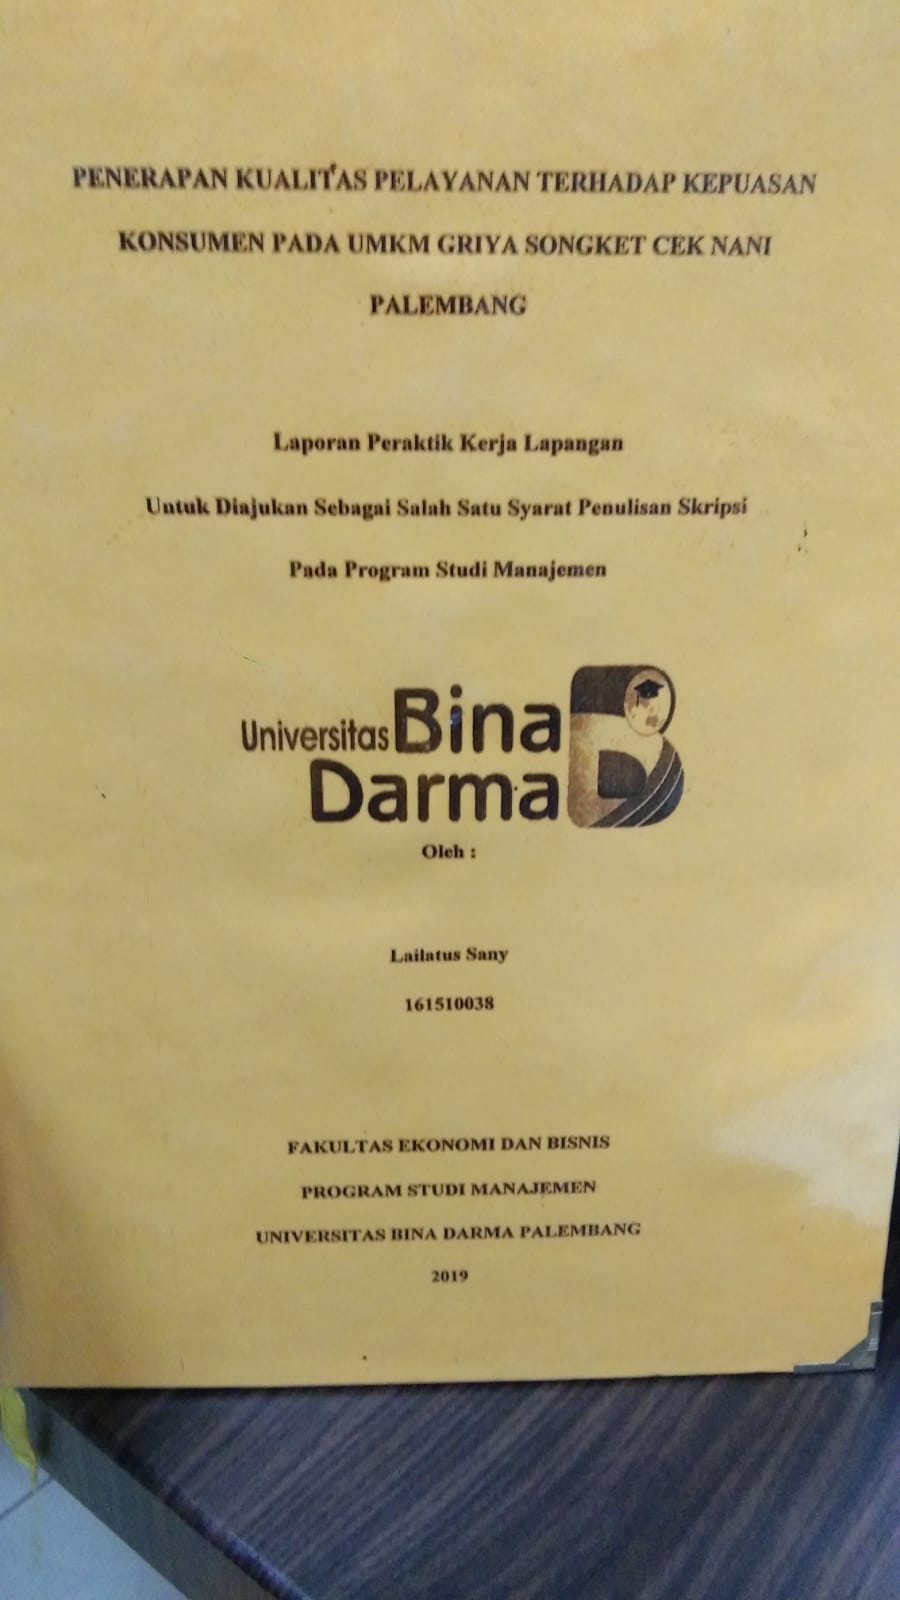 PENERAPAN KUALITAS PELAYANAN TERHADAP KEPUASAN
KONSUMEN PADA UMKM GRIYA SONGKET CEK NANI
PALEMBANG
Laporan Peraktik Kerja Lapangan
Untuk Diajukan Sebagai Salah Satu Syarat Penulisan Skripsi
Pada Program Studi Manajemen
Universitas Bina
Darma
Oleh :
Lailatus Sany
161510038
FAKULTAS EKONOMI DAN BISNIS
PROGRAM STUDI MANAJEMEN
UNIVERSITAS BINA DARMA PALEMBANG
2019